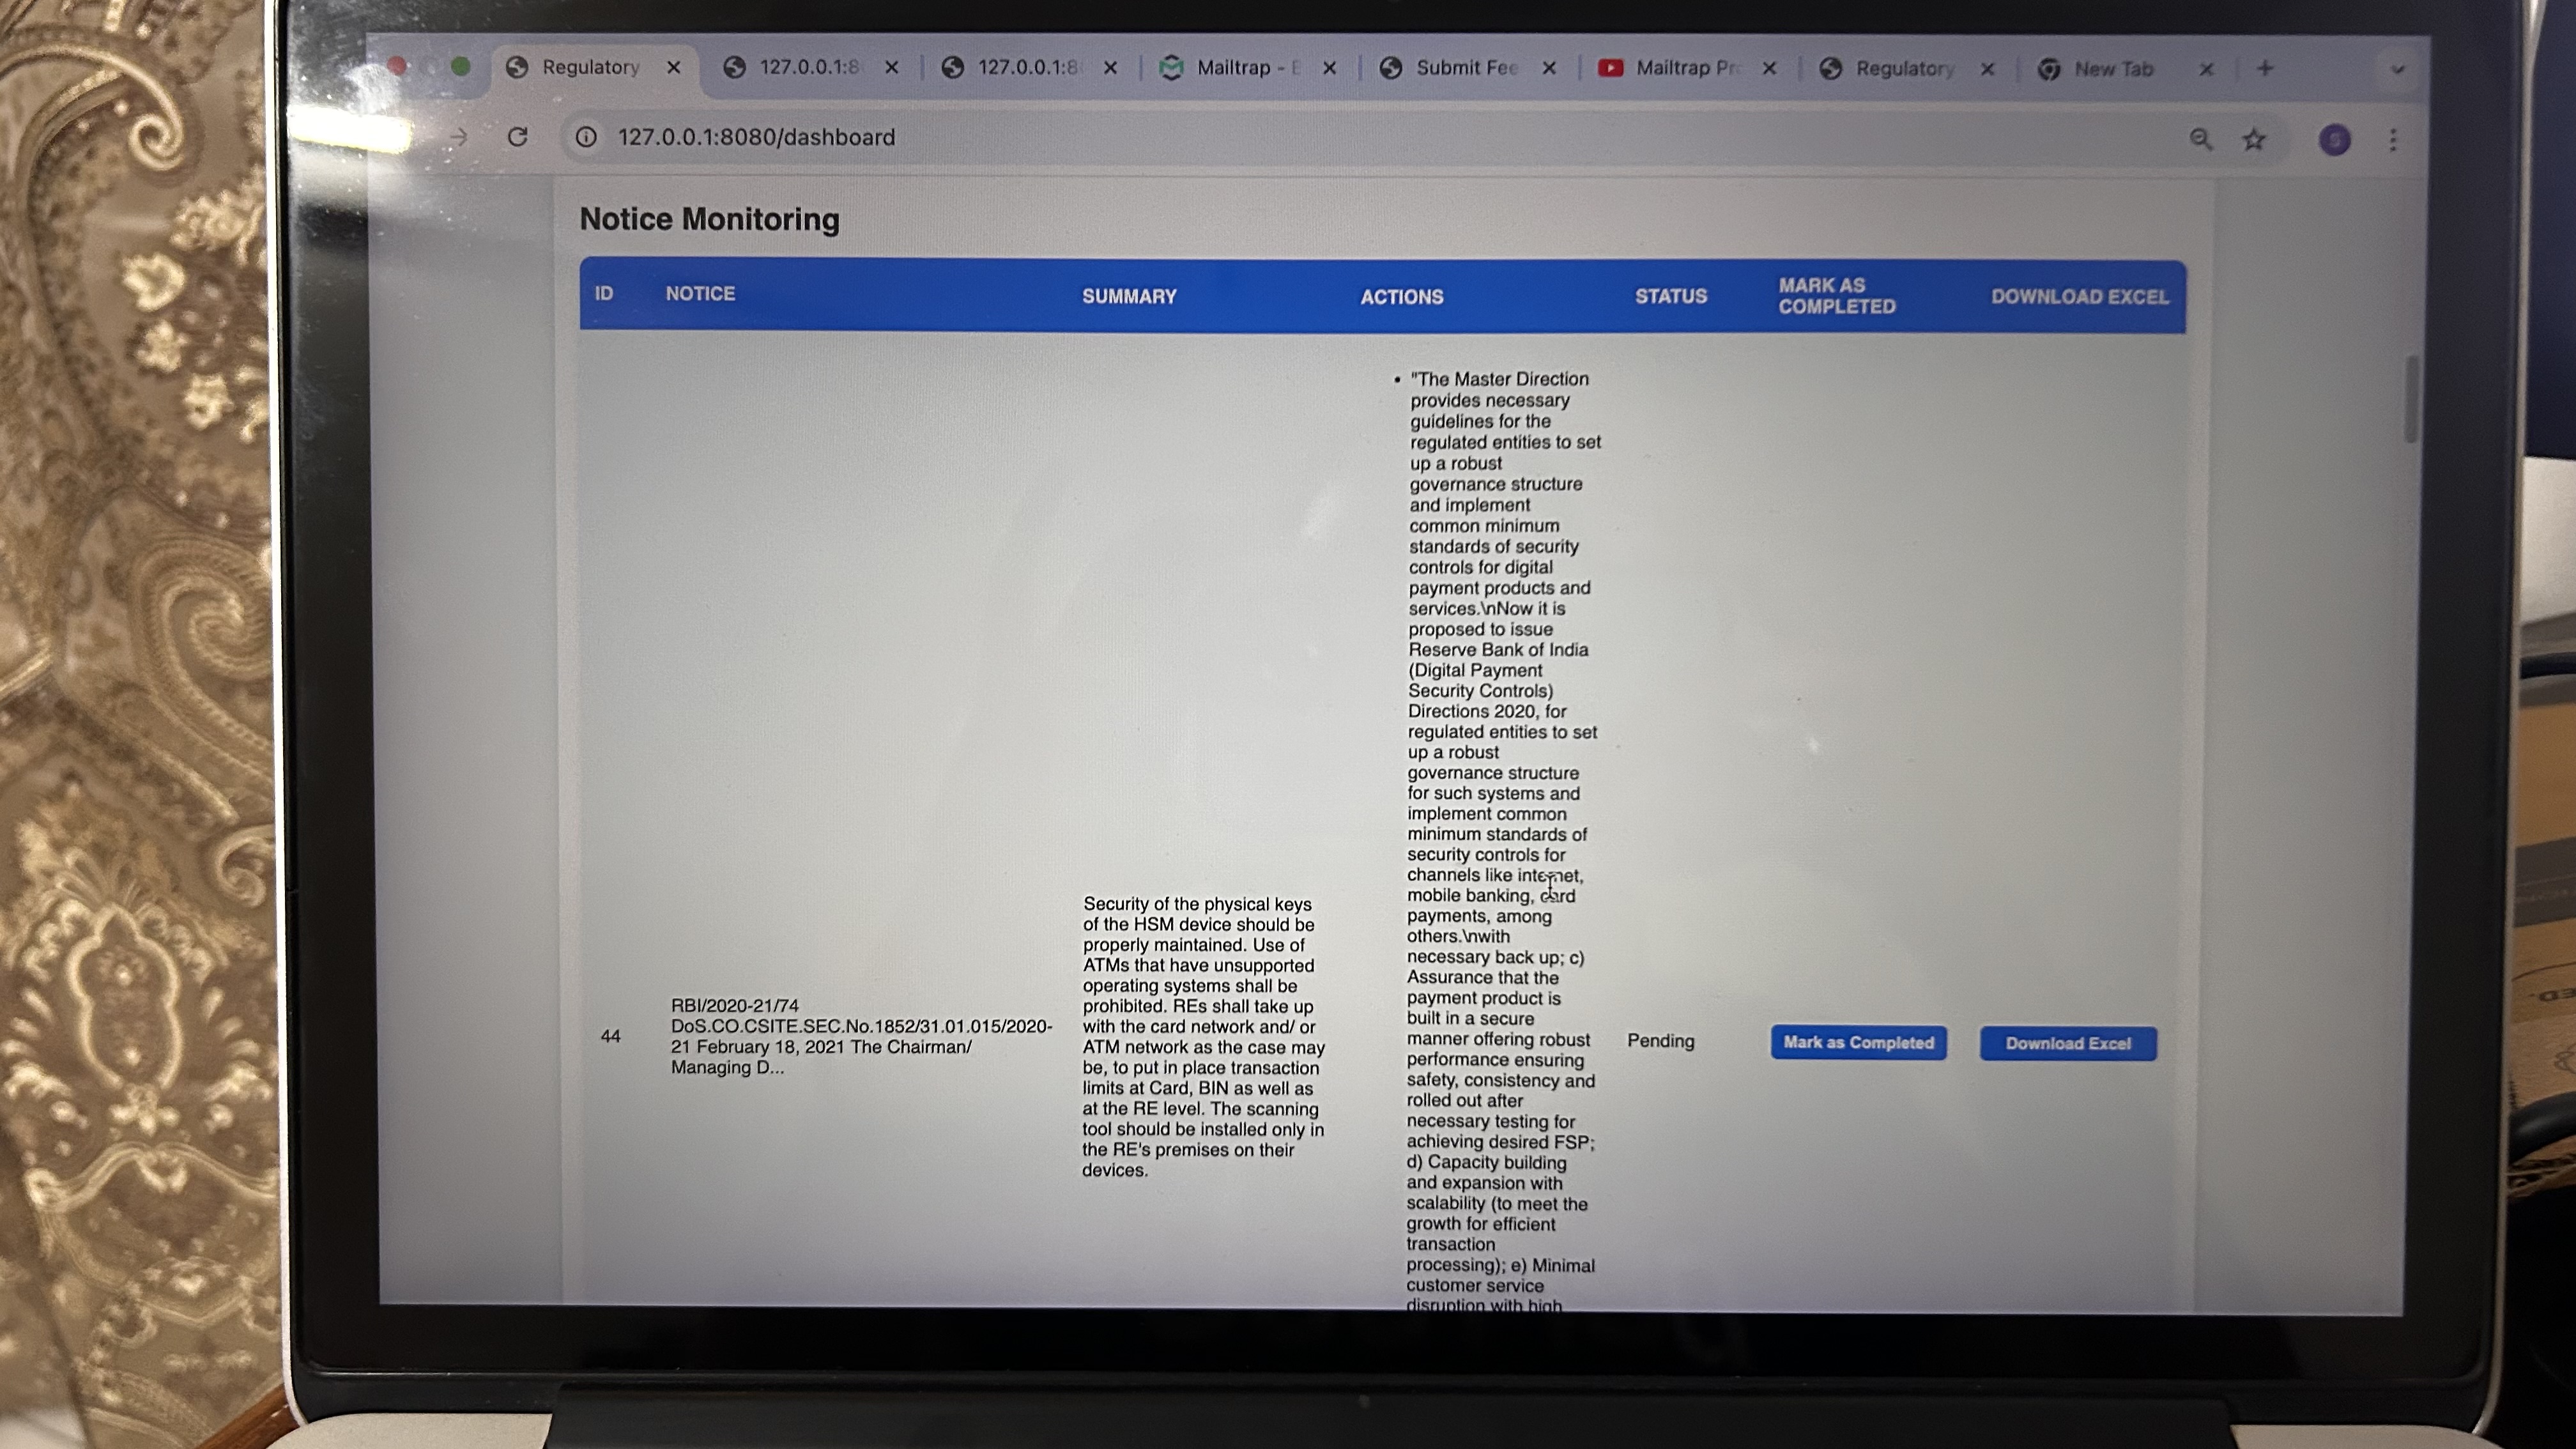 Regulatory
127.0.0.1:8
127.0.0.1:8
Mailtrap - E
Submit Fee
Mailtrap Pr
Regulatory
New Tab
127.0.0.1:8080/dashboard
S
Notice Monitoring
ID
NOTICE
SUMMARY
ACTIONS
STATUS
MARK AS
COMPLETED
DOWNLOAD EXCEL
44
RBI/2020-21/74
DoS.CO.CSITE.SEC.No.1852/31.01.015/2020-
21 February 18, 2021 The Chairman/
Managing D...
Security of the physical keys
of the HSM device should be
properly maintained. Use of
ATMs that have unsupported
operating systems shall be
prohibited. REs shall take up
with the card network and/ or
ATM network as the case may
be, to put in place transaction
limits at Card, BIN as well as
at the RE level. The scanning
tool should be installed only in
the RE's premises on their
devices.
• "The Master Direction
provides necessary
guidelines for the
regulated entities to set
up a robust
governance structure
and implement
common minimum
standards of security
controls for digital
payment products and
services.\nNow it is
proposed to issue
Reserve Bank of India
(Digital Payment
Security Controls)
Directions 2020, for
regulated entities to set
up a robust
governance structure
for such systems and
implement common
minimum standards of
security controls for
channels like internet,
mobile banking, card
payments, among
others.\nwith
necessary back up; c)
Assurance that the
payment product is
built in a secure
manner offering robust
performance ensuring
safety, consistency and
rolled out after
necessary testing for
achieving desired FSP;
d) Capacity building
and expansion with
scalability (to meet the
growth for efficient
transaction
processing); e) Minimal
customer service
disruption with high
Pending
Mark as Completed
Download Excel